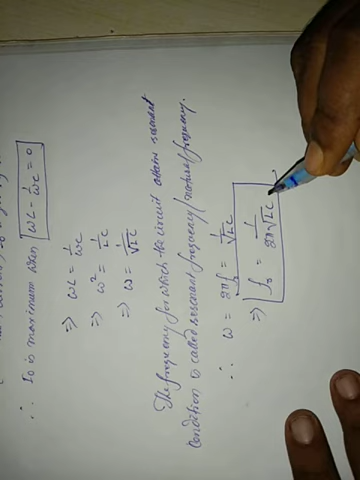 ∴ I₀ is maximum when ωL - 1/ωC = 0
⇒ ωL = 1/ωC
⇒ ω² = 1/LC
⇒ ω = 1/√LC
The frequency for which the circuit attain resonant
condition is called resonant frequency/natural frequency.
∴ ω = 2πf₀ = 1/√LC
⇒ f₀ = 1/2π√LC